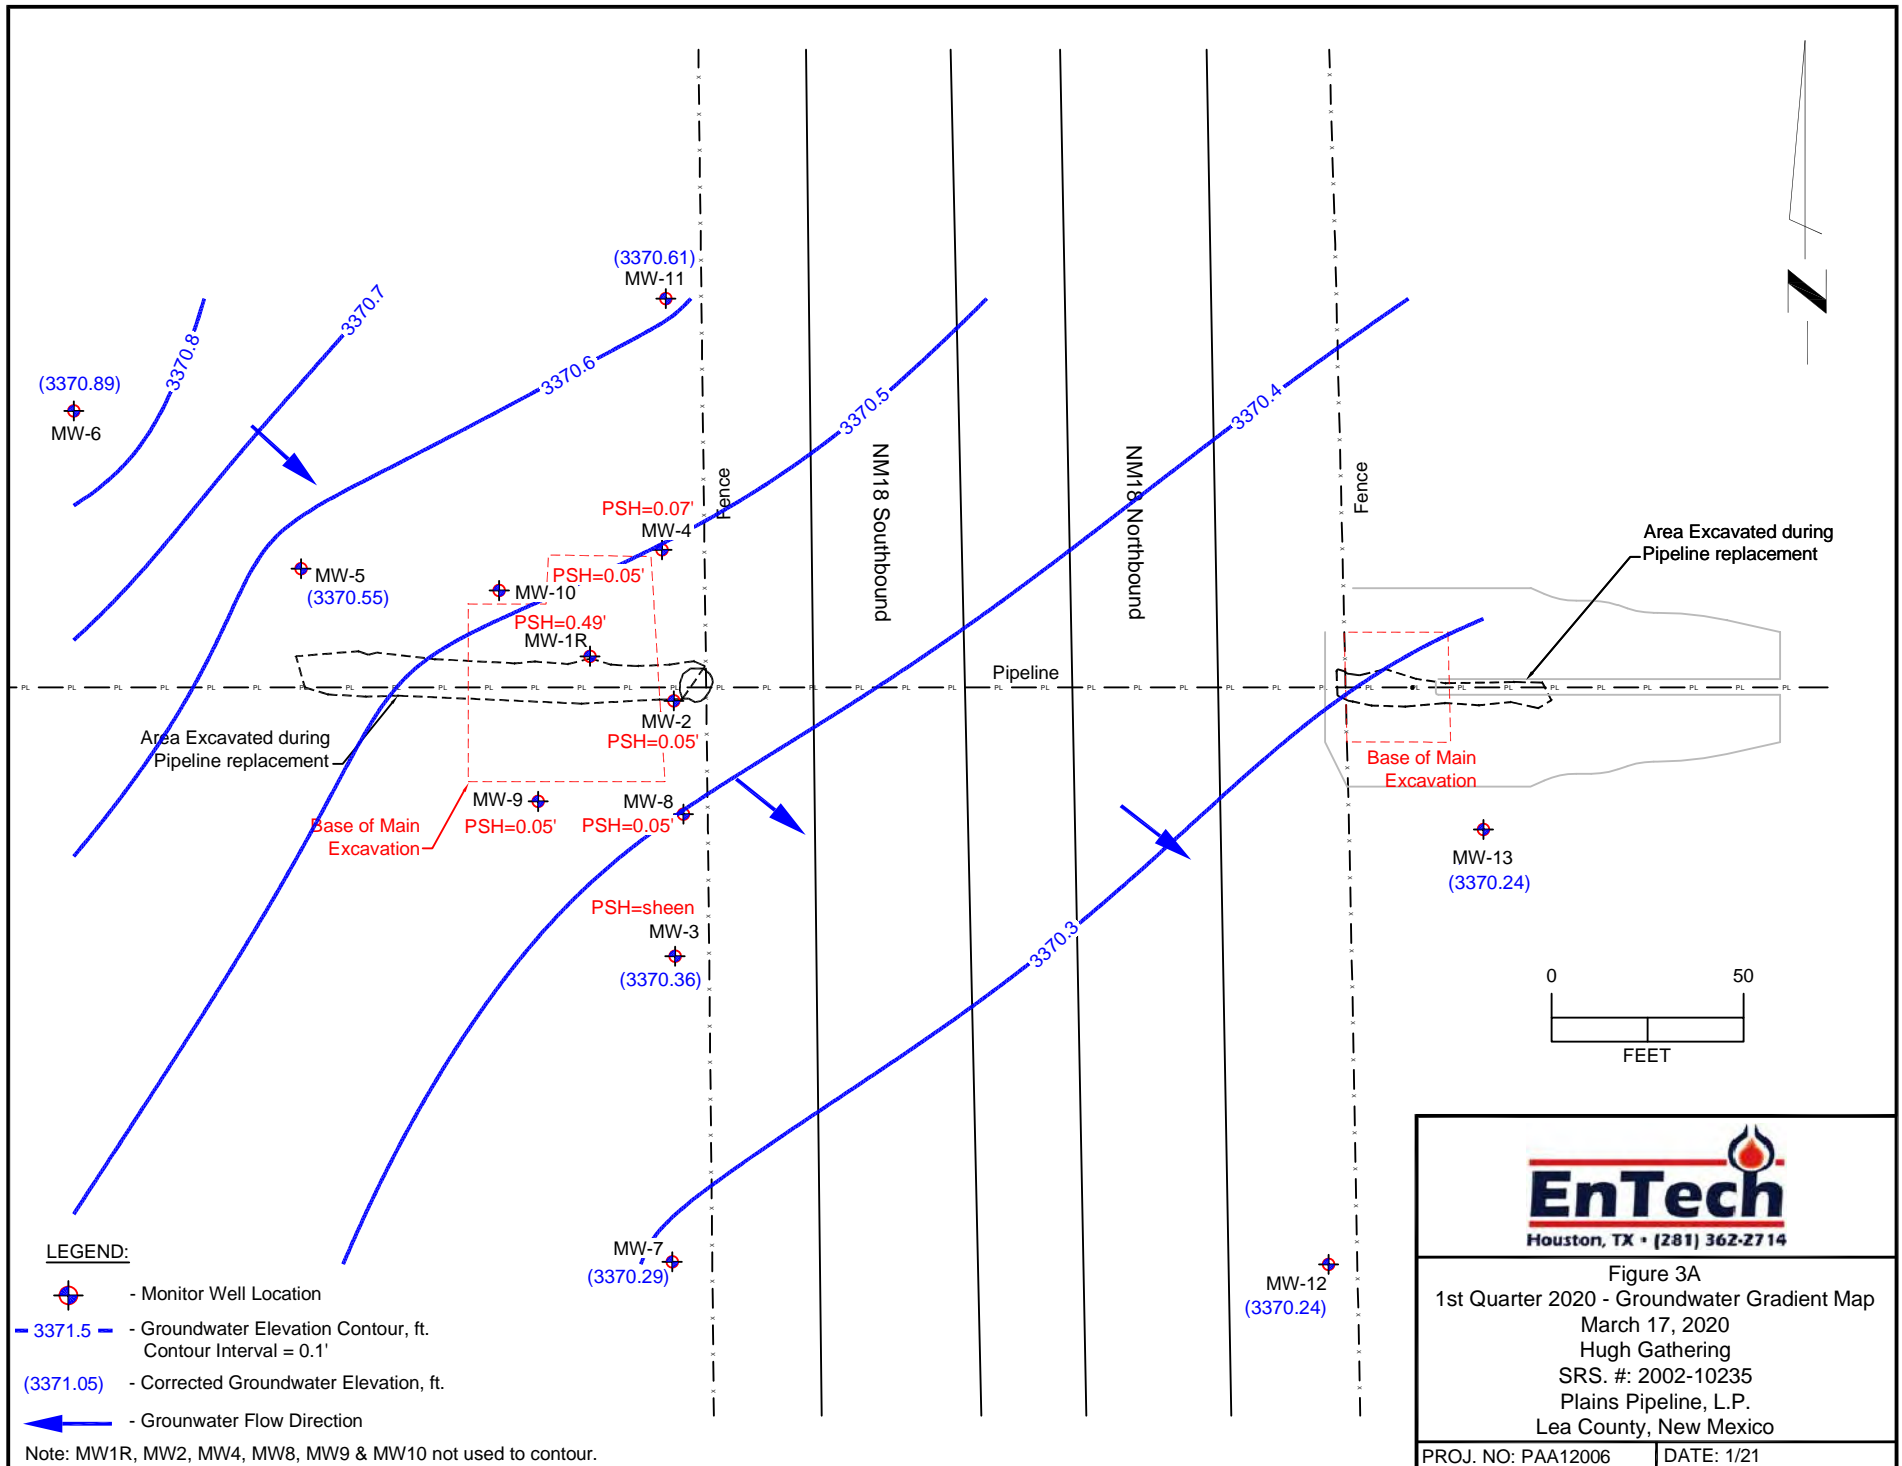 (3370.61)
MW-11
3370.7
3370.8
3370.6
(3370.89)
MW-6
3370.5
3370.4
NM18 Southbound
NM18 Northbound
Fence
Fence
PSH=0.07'
MW-4
Area Excavated during
Pipeline replacement
MW-5
(3370.55)
PSH=0.05'
MW-10
PSH=0.49'
MW-1R
Pipeline
MW-2
PSH=0.05'
Area Excavated during
Pipeline replacement
Base of Main
Excavation
MW-9
PSH=0.05'
MW-8
PSH=0.05'
Base of Main
Excavation
MW-13
(3370.24)
PSH=sheen
MW-3
(3370.36)
3370.3
0 50
FEET
MW-7
(3370.29)
MW-12
(3370.24)
LEGEND:
- Monitor Well Location
3371.5 - Groundwater Elevation Contour, ft.
Contour Interval = 0.1'
(3371.05) - Corrected Groundwater Elevation, ft.
- Grounwater Flow Direction
Note: MW1R, MW2, MW4, MW8, MW9 & MW10 not used to contour.
EnTech
Houston, TX • (281) 362-2714
Figure 3A
1st Quarter 2020 - Groundwater Gradient Map
March 17, 2020
Hugh Gathering
SRS. #: 2002-10235
Plains Pipeline, L.P.
Lea County, New Mexico
PROJ. NO: PAA12006 DATE: 1/21
N